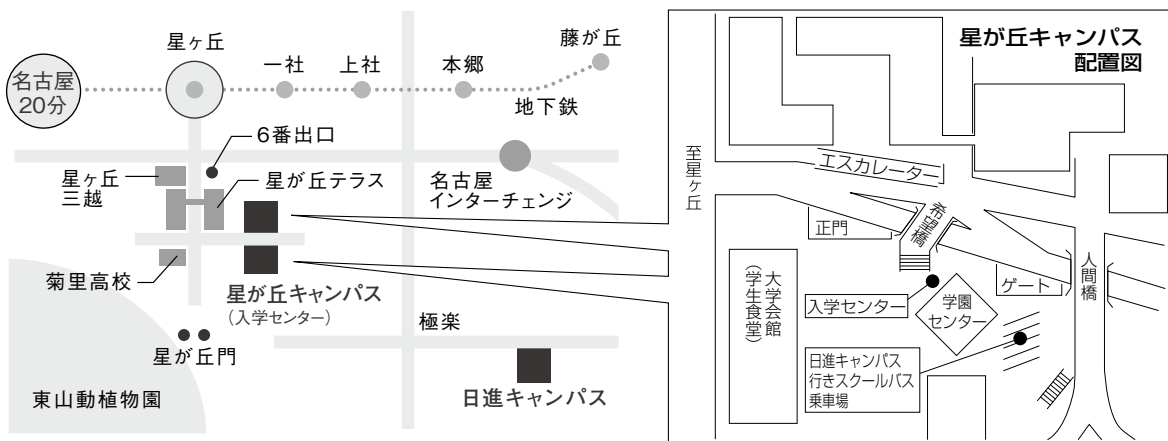 星ヶ丘
名古屋
20分
一社
上社
本郷
藤が丘
地下鉄
6番出口
星ヶ丘
三越
星が丘テラス
名古屋
インターチェンジ
菊里高校
星が丘キャンパス
(入学センター)
星が丘門
極楽
東山動植物園
日進キャンパス
星が丘キャンパス
配置図
至星ヶ丘
エスカレーター
正門
希望橋
人間橋
ゲート
大学会館
(学生食堂)
入学センター
学園
センター
日進キャンパス
行きスクールバス
乗車場